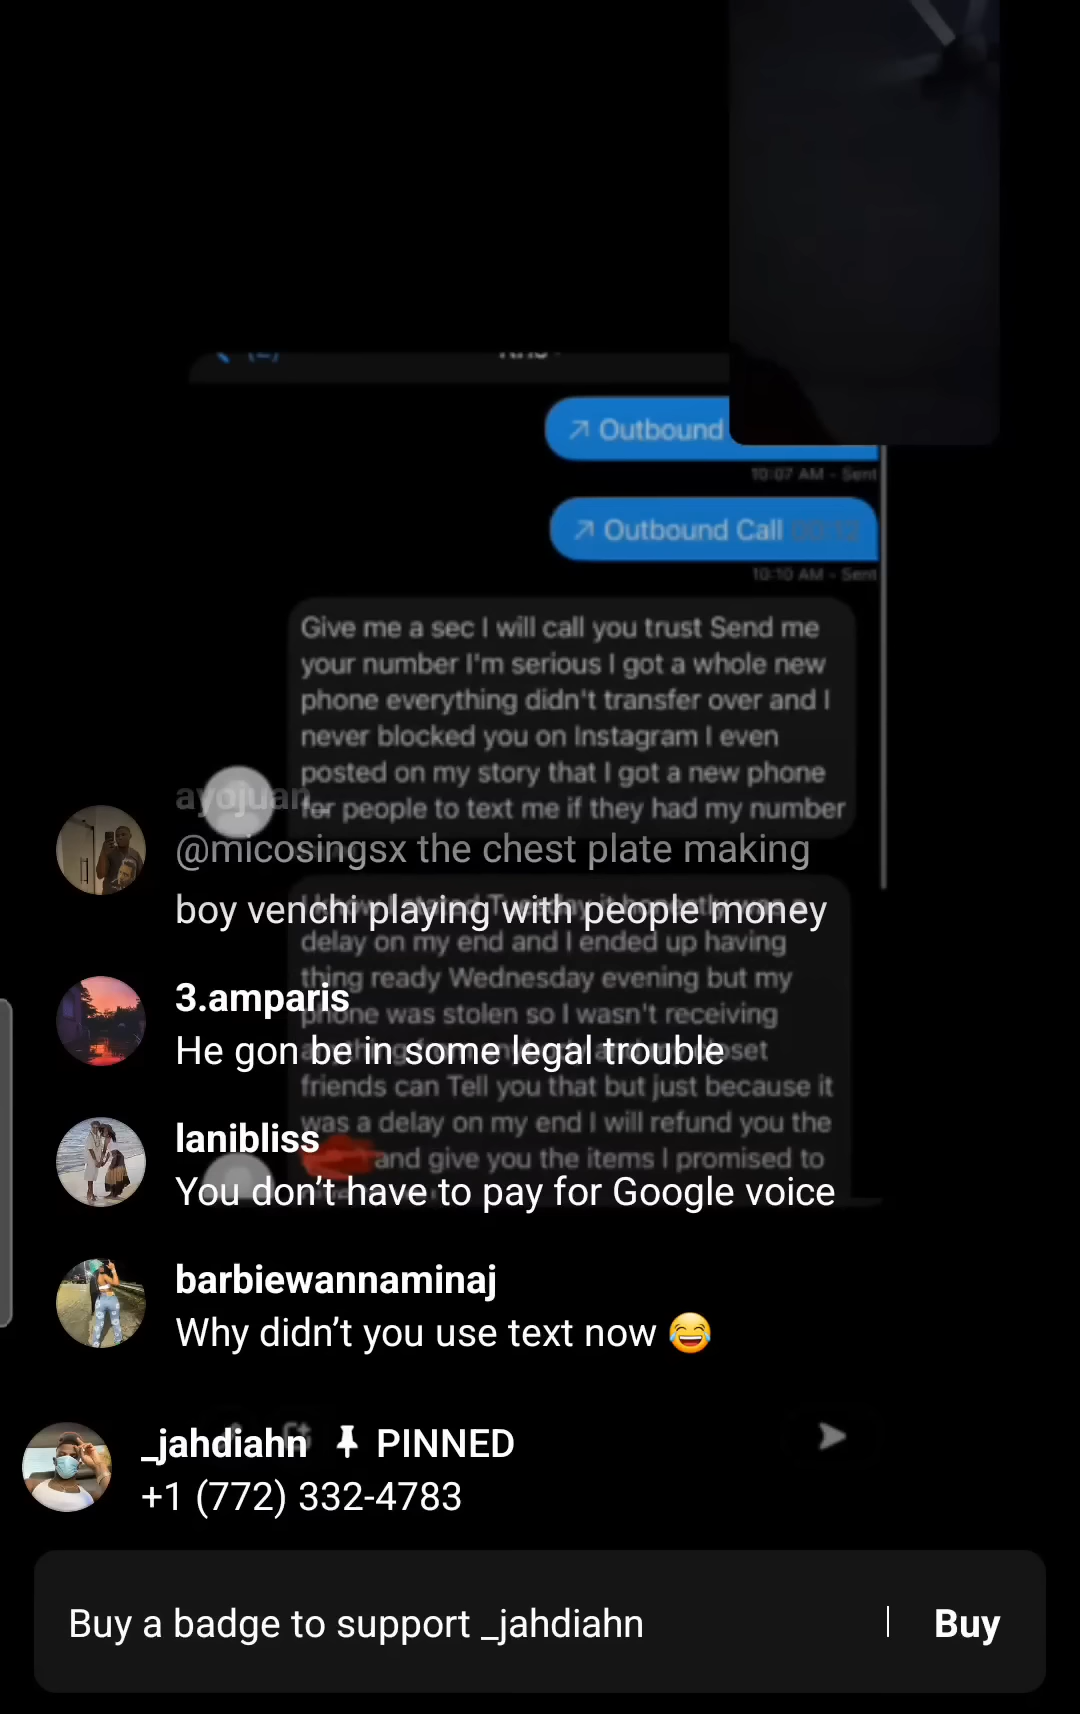 Outbound
10:07 AM - Sent
Outbound Call 00:12
10:10 AM - Sent
Give me a sec I will call you trust Send me
your number I'm serious I got a whole new
phone everything didn't transfer over and I
never blocked you on Instagram I even
posted on my story that I got a new phone
for people to text me if they had my number
ayojuan_
@micosingsx the chest plate making
boy venchi playing with people money
delay on my end and I ended up having
thing ready Wednesday evening but my
3.amparis
phone was stolen so I wasn't receiving
He gon be in some legal trouble
friends can Tell you that but just because it
was a delay on my end I will refund you the
lanibliss
and give you the items I promised to
You don't have to pay for Google voice
barbiewannaminaj
Why didn't you use text now 😂
_jahdiahn PINNED
+1 (772) 332-4783
Buy a badge to support _jahdiahn | Buy